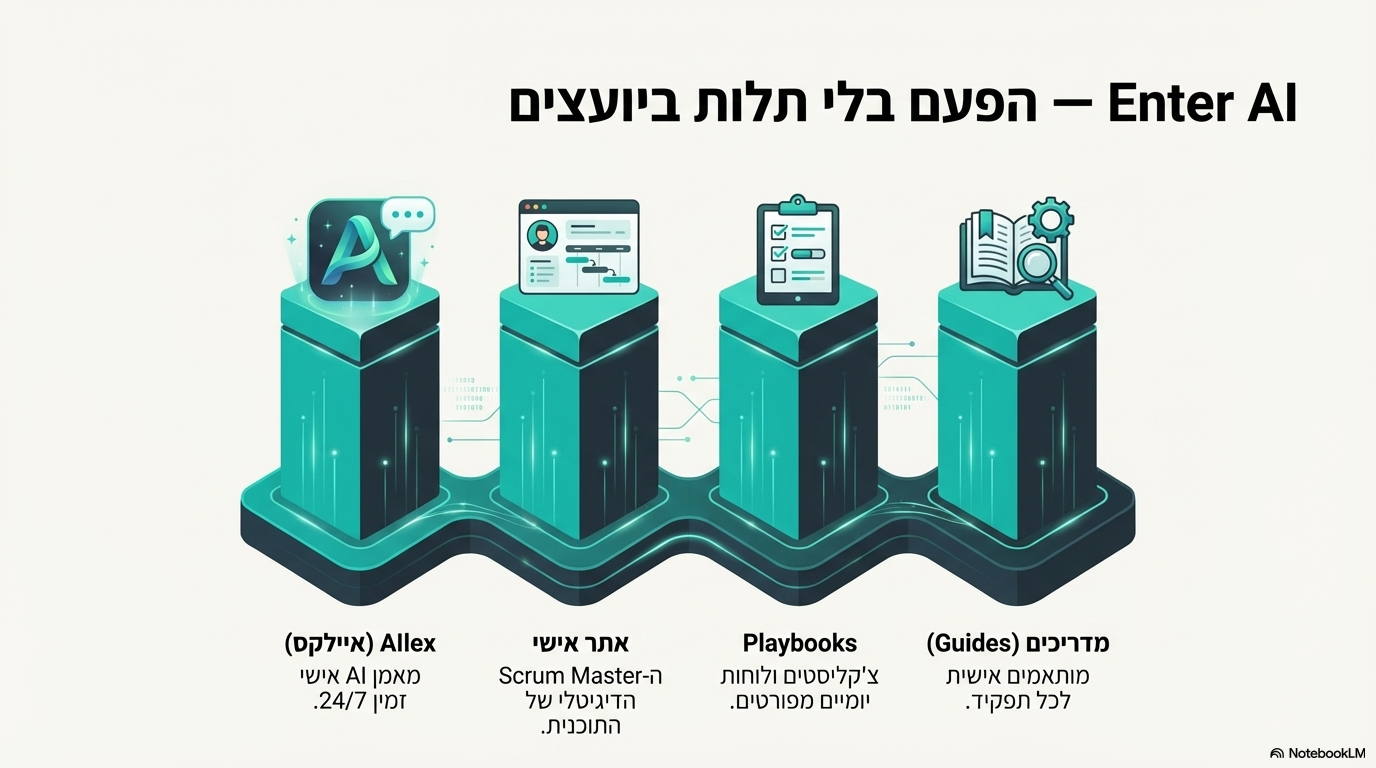 Enter AI — הפעם בלי תלות ביועצים
מדריכים (Guides)
מותאמים אישית
לכל תפקיד.
Playbooks
צ'קליסטים ולוחות
יומיים מפורטים.
אתר אישי
ה-Scrum Master
הדיגיטלי של
התוכנית.
Allex (איילקס)
מאמן AI אישי
זמין 24/7.
NotebookLM